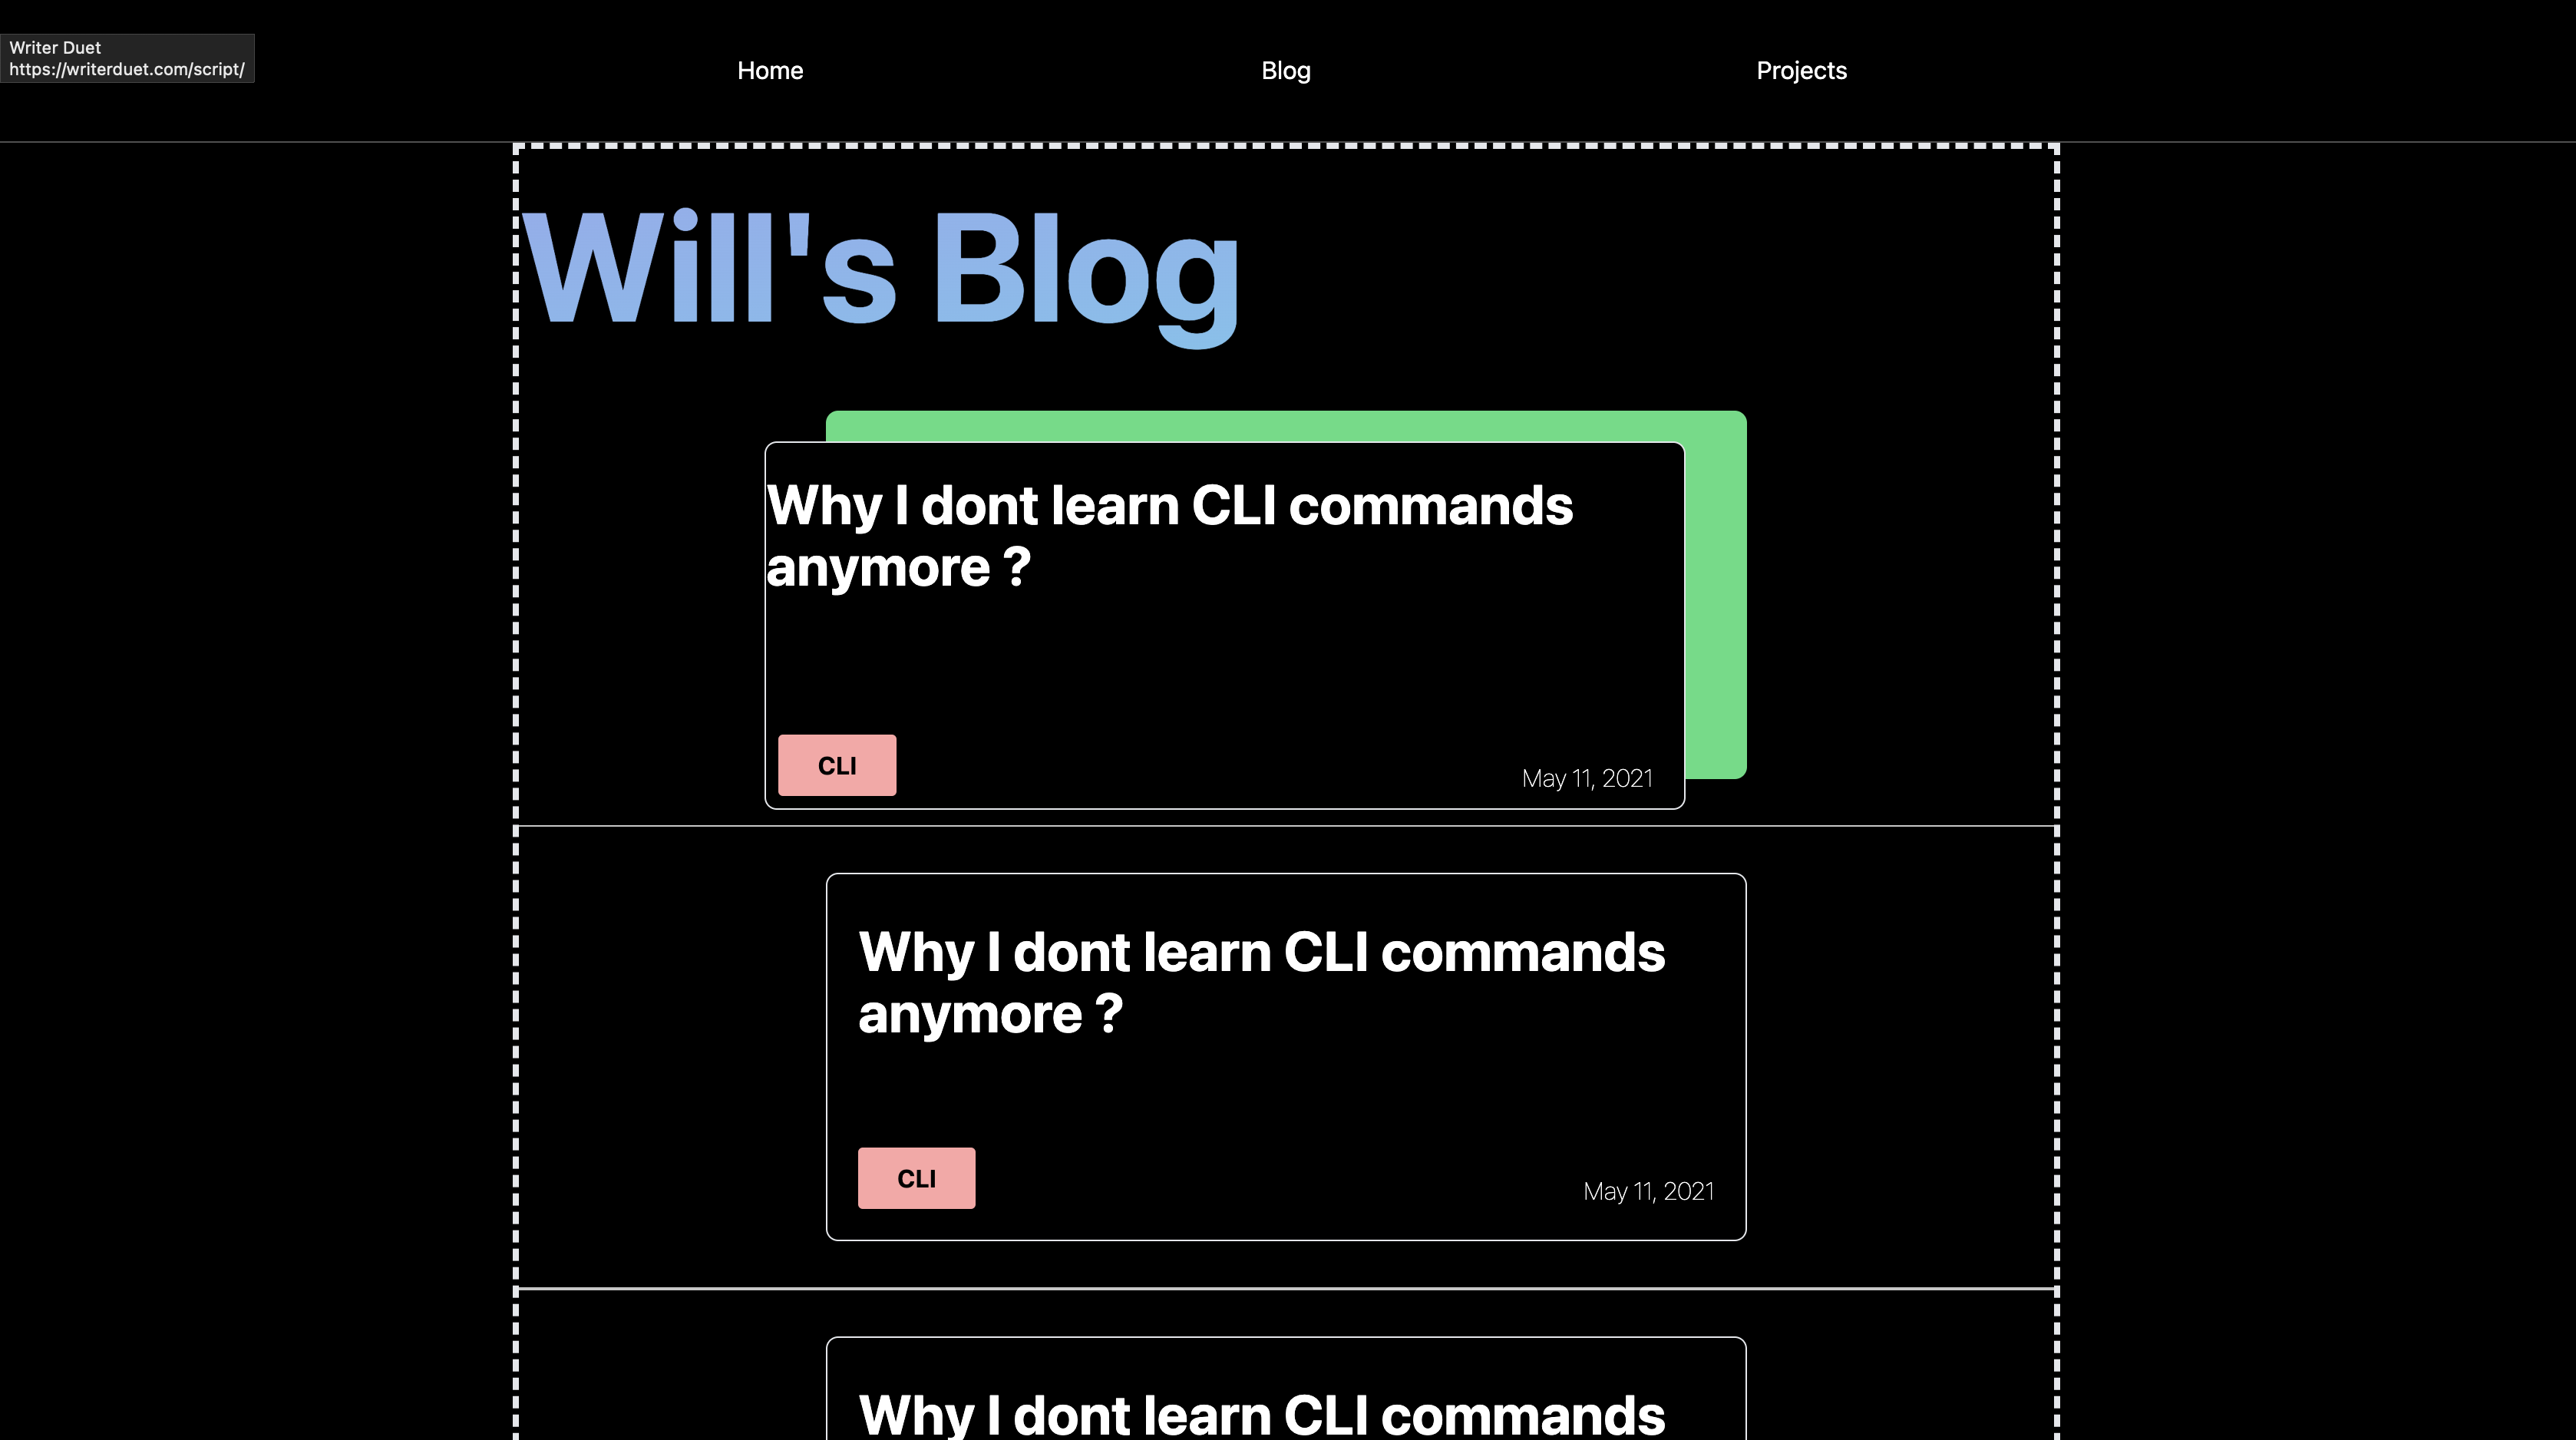 Writer Duet
https://writerduet.com/script/
Home Blog Projects
Will's Blog
Why I dont learn CLI commands
anymore ?
CLI
May 11, 2021
Why I dont learn CLI commands
anymore ?
CLI
May 11, 2021
Why I dont learn CLI commands